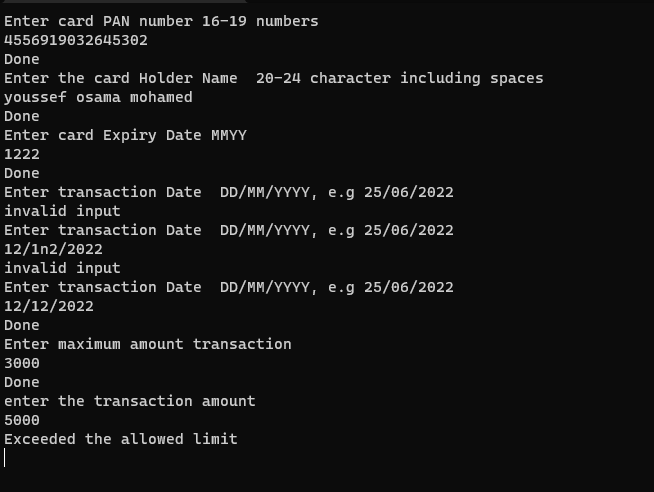 Enter card PAN number 16-19 numbers
4556919032645302
Done
Enter the card Holder Name  20-24 character including spaces
youssef osama mohamed
Done
Enter card Expiry Date MMYY
1222
Done
Enter transaction Date  DD/MM/YYYY, e.g 25/06/2022
invalid input
Enter transaction Date  DD/MM/YYYY, e.g 25/06/2022
12/1n2/2022
invalid input
Enter transaction Date  DD/MM/YYYY, e.g 25/06/2022
12/12/2022
Done
Enter maximum amount transaction
3000
Done
enter the transaction amount
5000
Exceeded the allowed limit